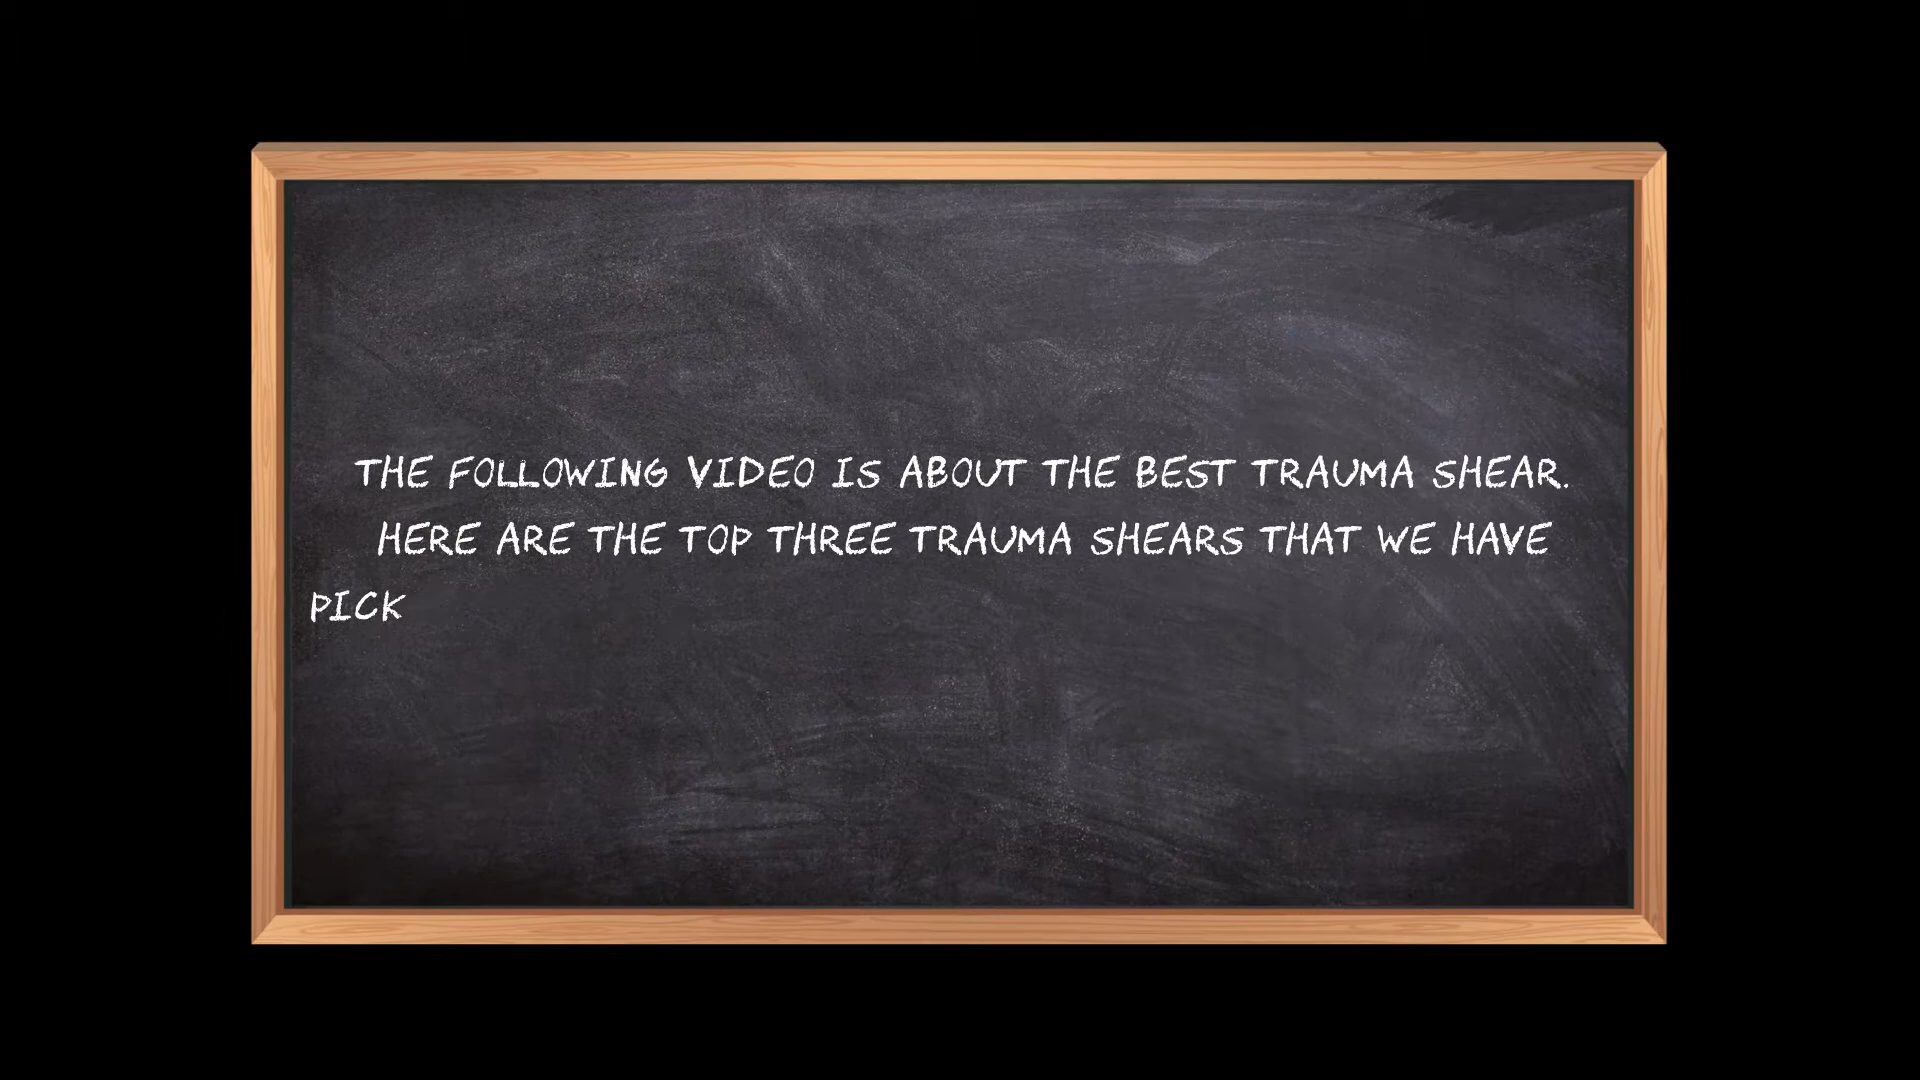 THE FOLLOWING VIDEO IS ABOUT THE BEST TRAUMA SHEAR.
HERE ARE THE TOP THREE TRAUMA SHEARS THAT WE HAVE
PICK